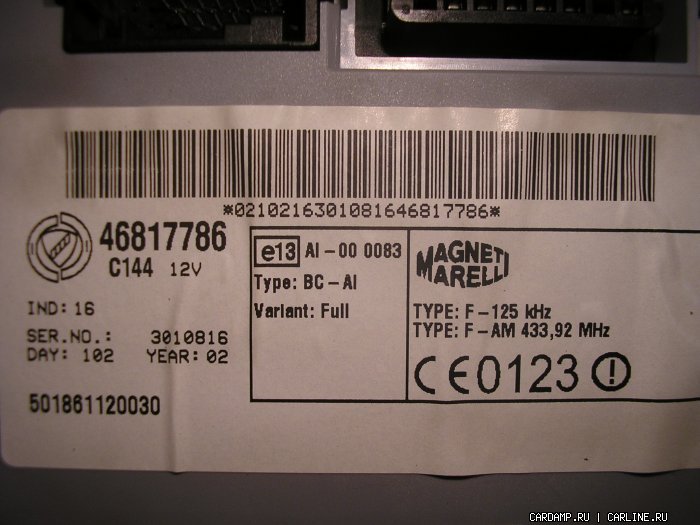 *0210216301081646817786*
46817786
C144 12V
IND: 16
SER.NO.: 3010816
DAY: 102 YEAR: 02
501861120030
e13 AI-00 0083
Type: BC-AI
Variant: Full
MAGNETI
MARELLI
TYPE: F-125 kHz
TYPE: F-AM 433,92 MHz
CE0123
CARDAMP.RU | CARLINE.RU